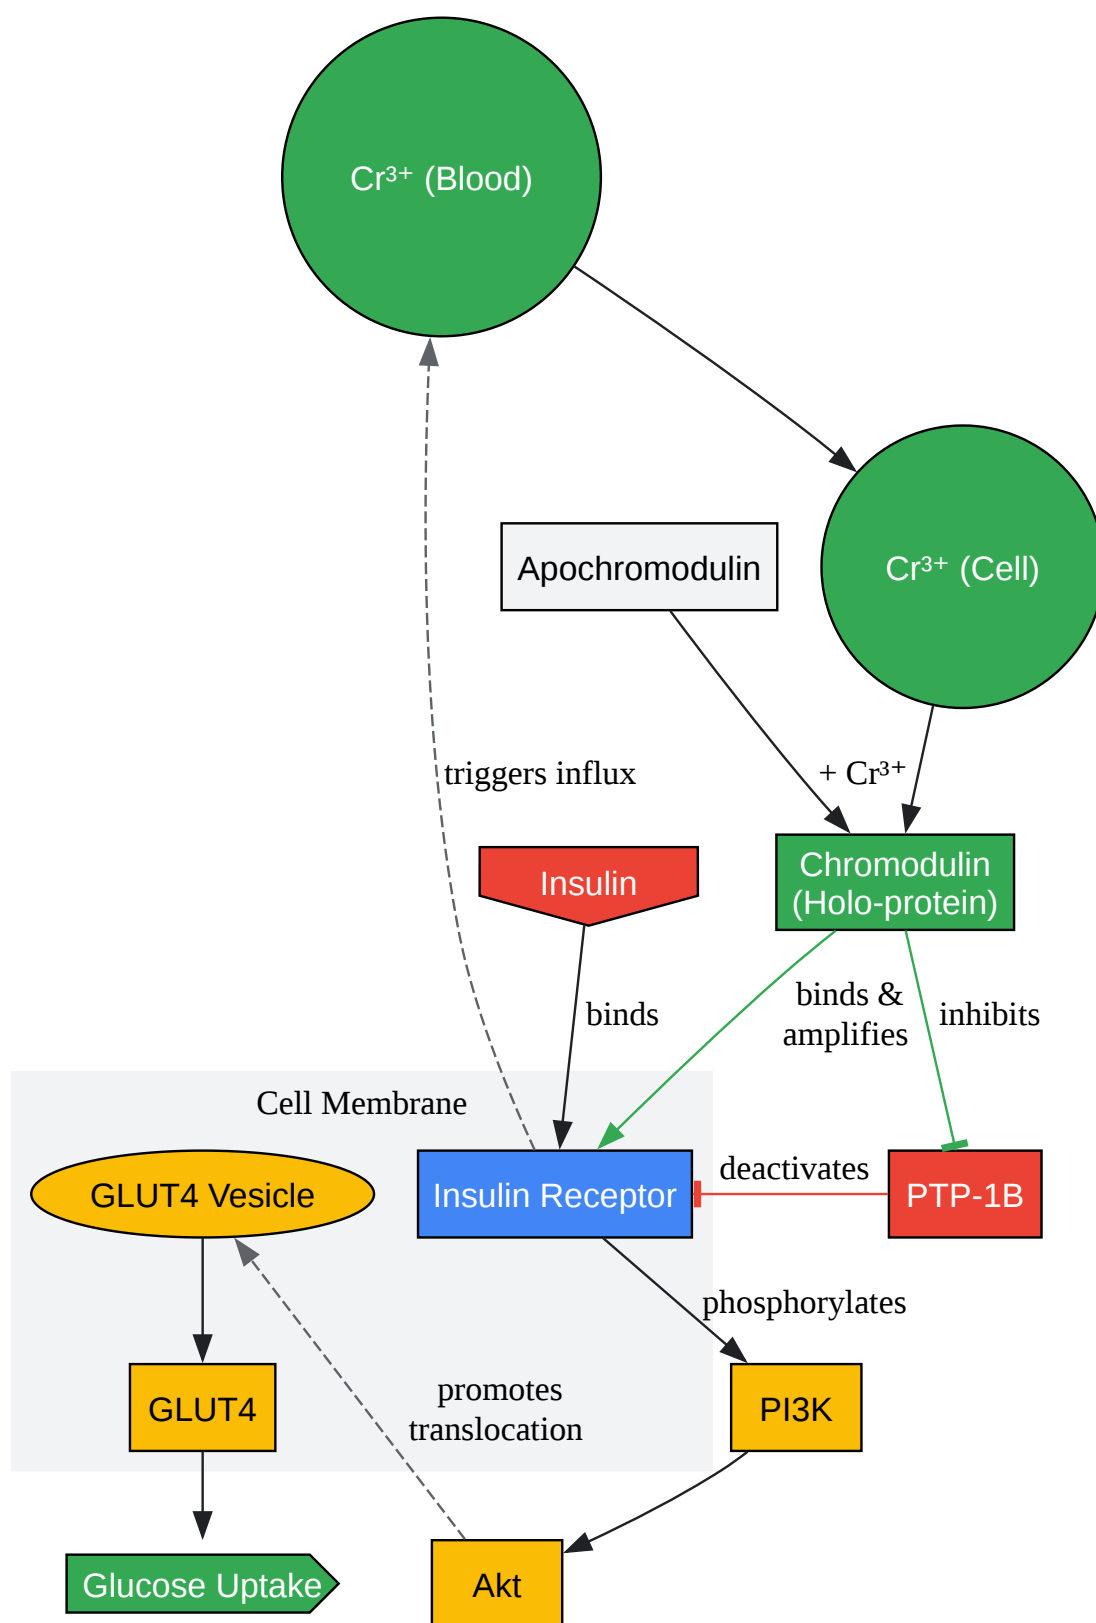 Cr³⁺ (Blood)
Apochromodulin
Cr³⁺ (Cell)
triggers influx
+ Cr³⁺
Insulin
Chromodulin
(Holo-protein)
binds
binds &
amplifies
inhibits
Cell Membrane
GLUT4 Vesicle
Insulin Receptor
deactivates
PTP-1B
phosphorylates
GLUT4
promotes
translocation
PI3K
Glucose Uptake
Akt